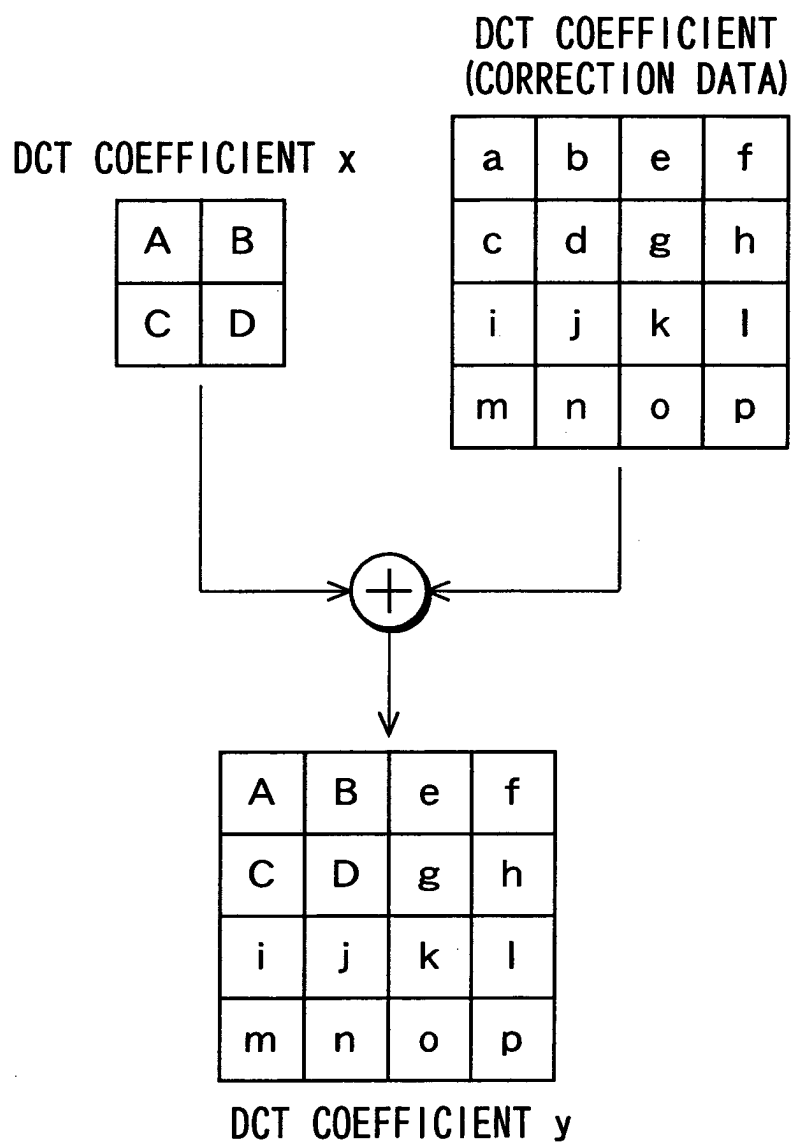 DCT COEFFICIENT
(CORRECTION DATA)
DCT COEFFICIENT x
a b e f
c d g h
i j k l
m n o p
A B
C D
A B e f
C D g h
i j k l
m n o p
DCT COEFFICIENT y